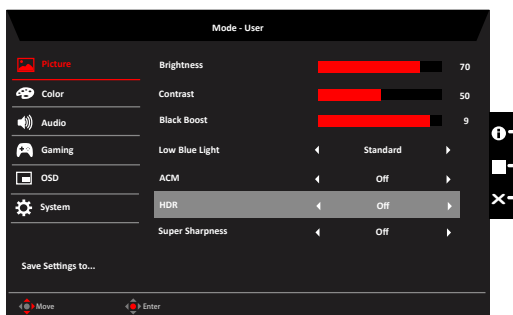 Mode - User
Picture
Brightness 70
Color
Contrast 50
Audio
Black Boost 9
Gaming
Low Blue Light Standard
OSD
ACM Off
System
HDR Off
Super Sharpness Off
Save Settings to...
Move Enter